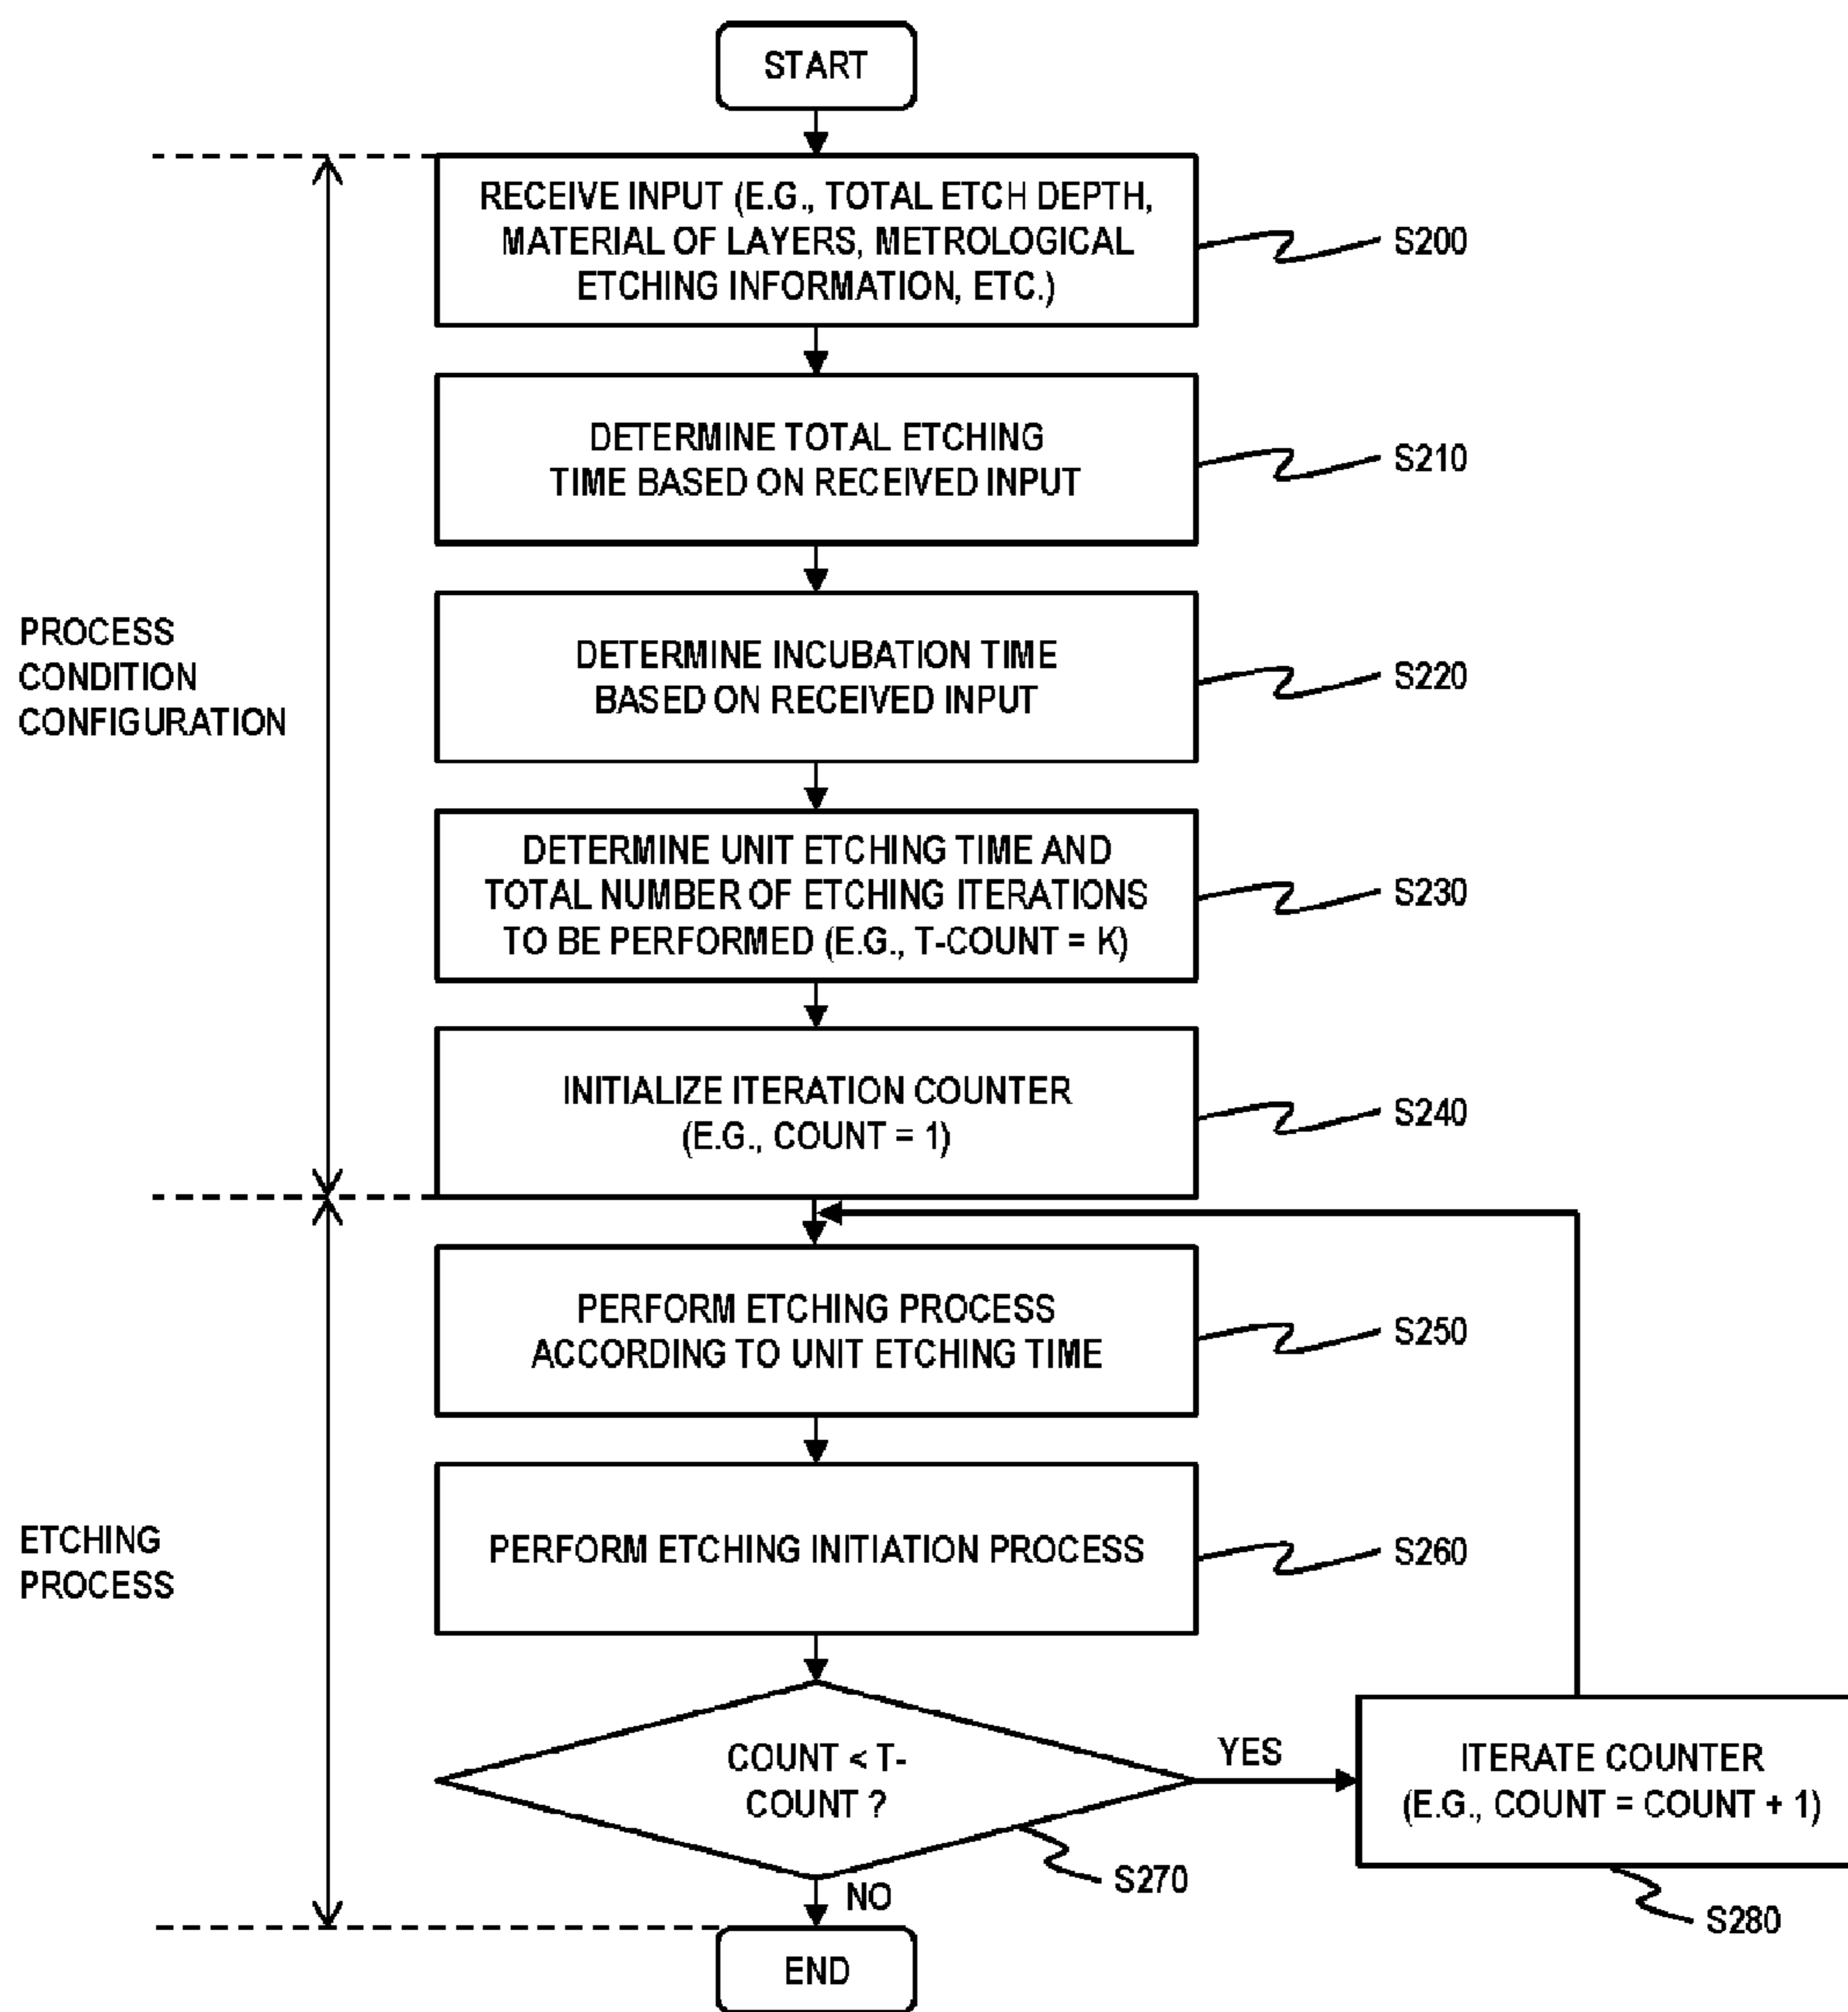 START
RECEIVE INPUT (E.G., TOTAL ETCH DEPTH,
MATERIAL OF LAYERS, METROLOGICAL
ETCHING INFORMATION, ETC.)
S200
DETERMINE TOTAL ETCHING
TIME BASED ON RECEIVED INPUT
S210
PROCESS
CONDITION
CONFIGURATION
DETERMINE INCUBATION TIME
BASED ON RECEIVED INPUT
S220
DETERMINE UNIT ETCHING TIME AND
TOTAL NUMBER OF ETCHING ITERATIONS
TO BE PERFORMED (E.G., T-COUNT = K)
S230
INITIALIZE ITERATION COUNTER
(E.G., COUNT = 1)
S240
PERFORM ETCHING PROCESS
ACCORDING TO UNIT ETCHING TIME
S250
ETCHING
PROCESS
PERFORM ETCHING INITIATION PROCESS
S260
COUNT < T-
COUNT ?
YES
ITERATE COUNTER
(E.G., COUNT = COUNT + 1)
S270
NO
S280
END